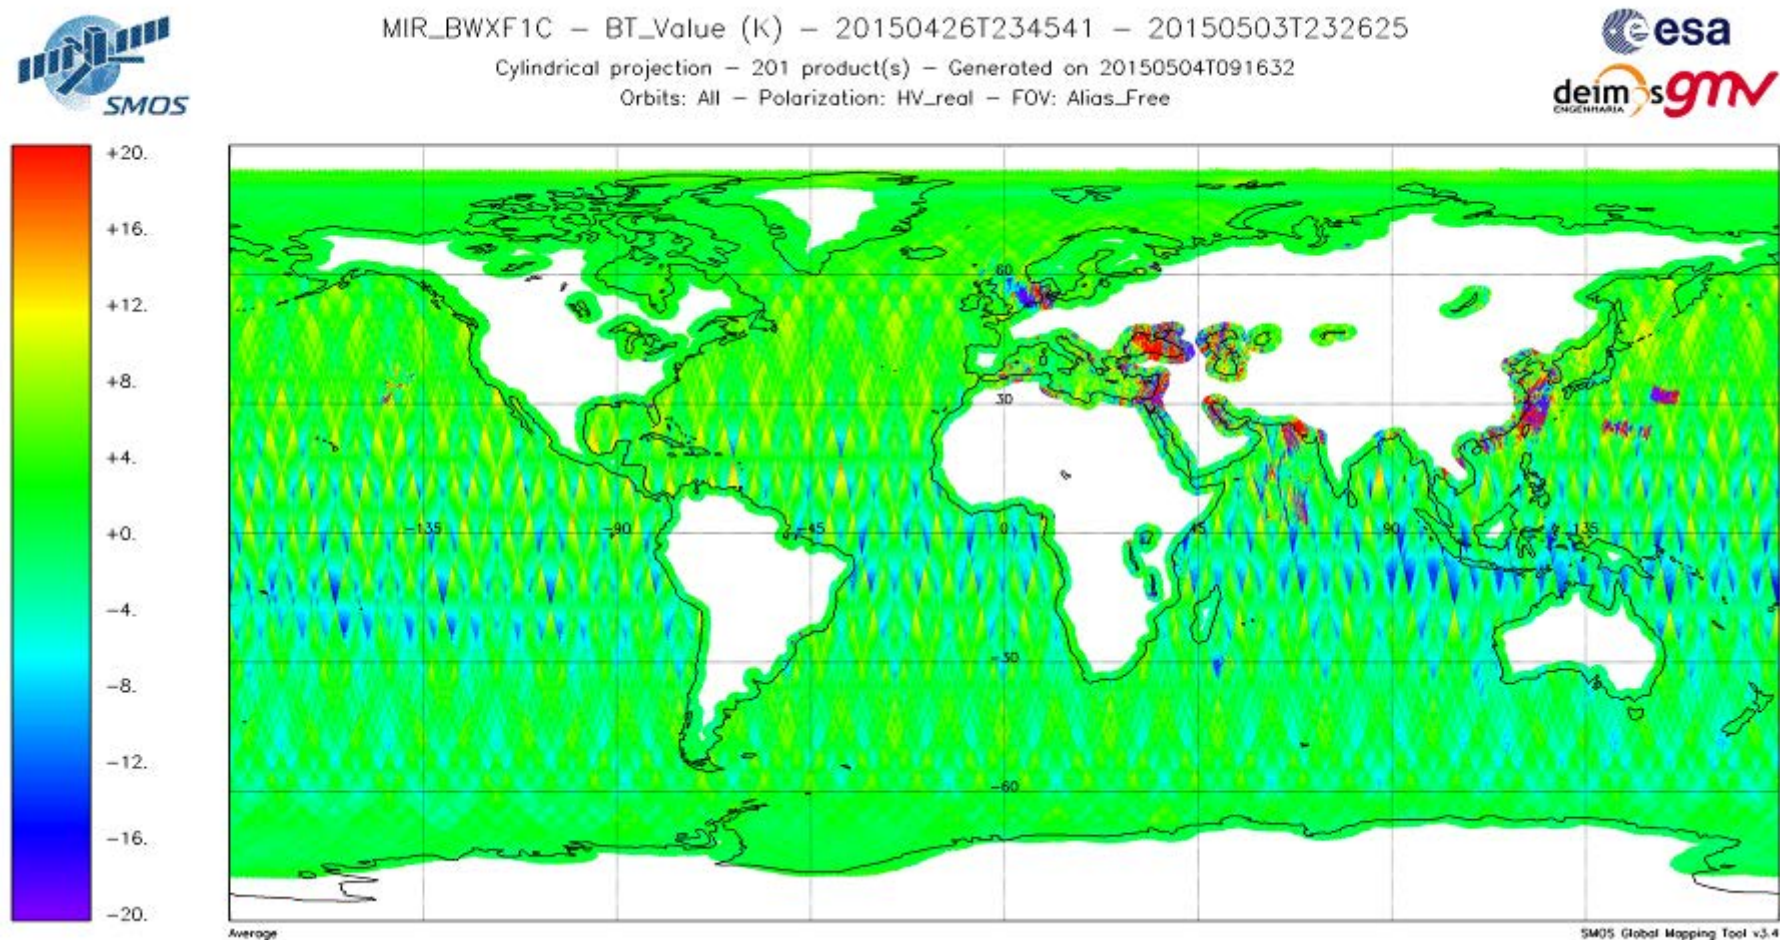 SMOS
MIR_BWXF1C – BT_Value (K) – 20150426T234541 – 20150503T232625
Cylindrical projection – 201 product(s) – Generated on 20150504T091632
Orbits: All – Polarization: HV_real – FOV: Alias_Free
esa
deimos
ENGENHARIA
gmv
+20.
+16.
+12.
+8.
+4.
+0.
−4.
−8.
−12.
−16.
−20.
60
30
−135
−90
−45
0
45
90
135
−30
−60
Average
SMOS Global Mapping Tool v3.4